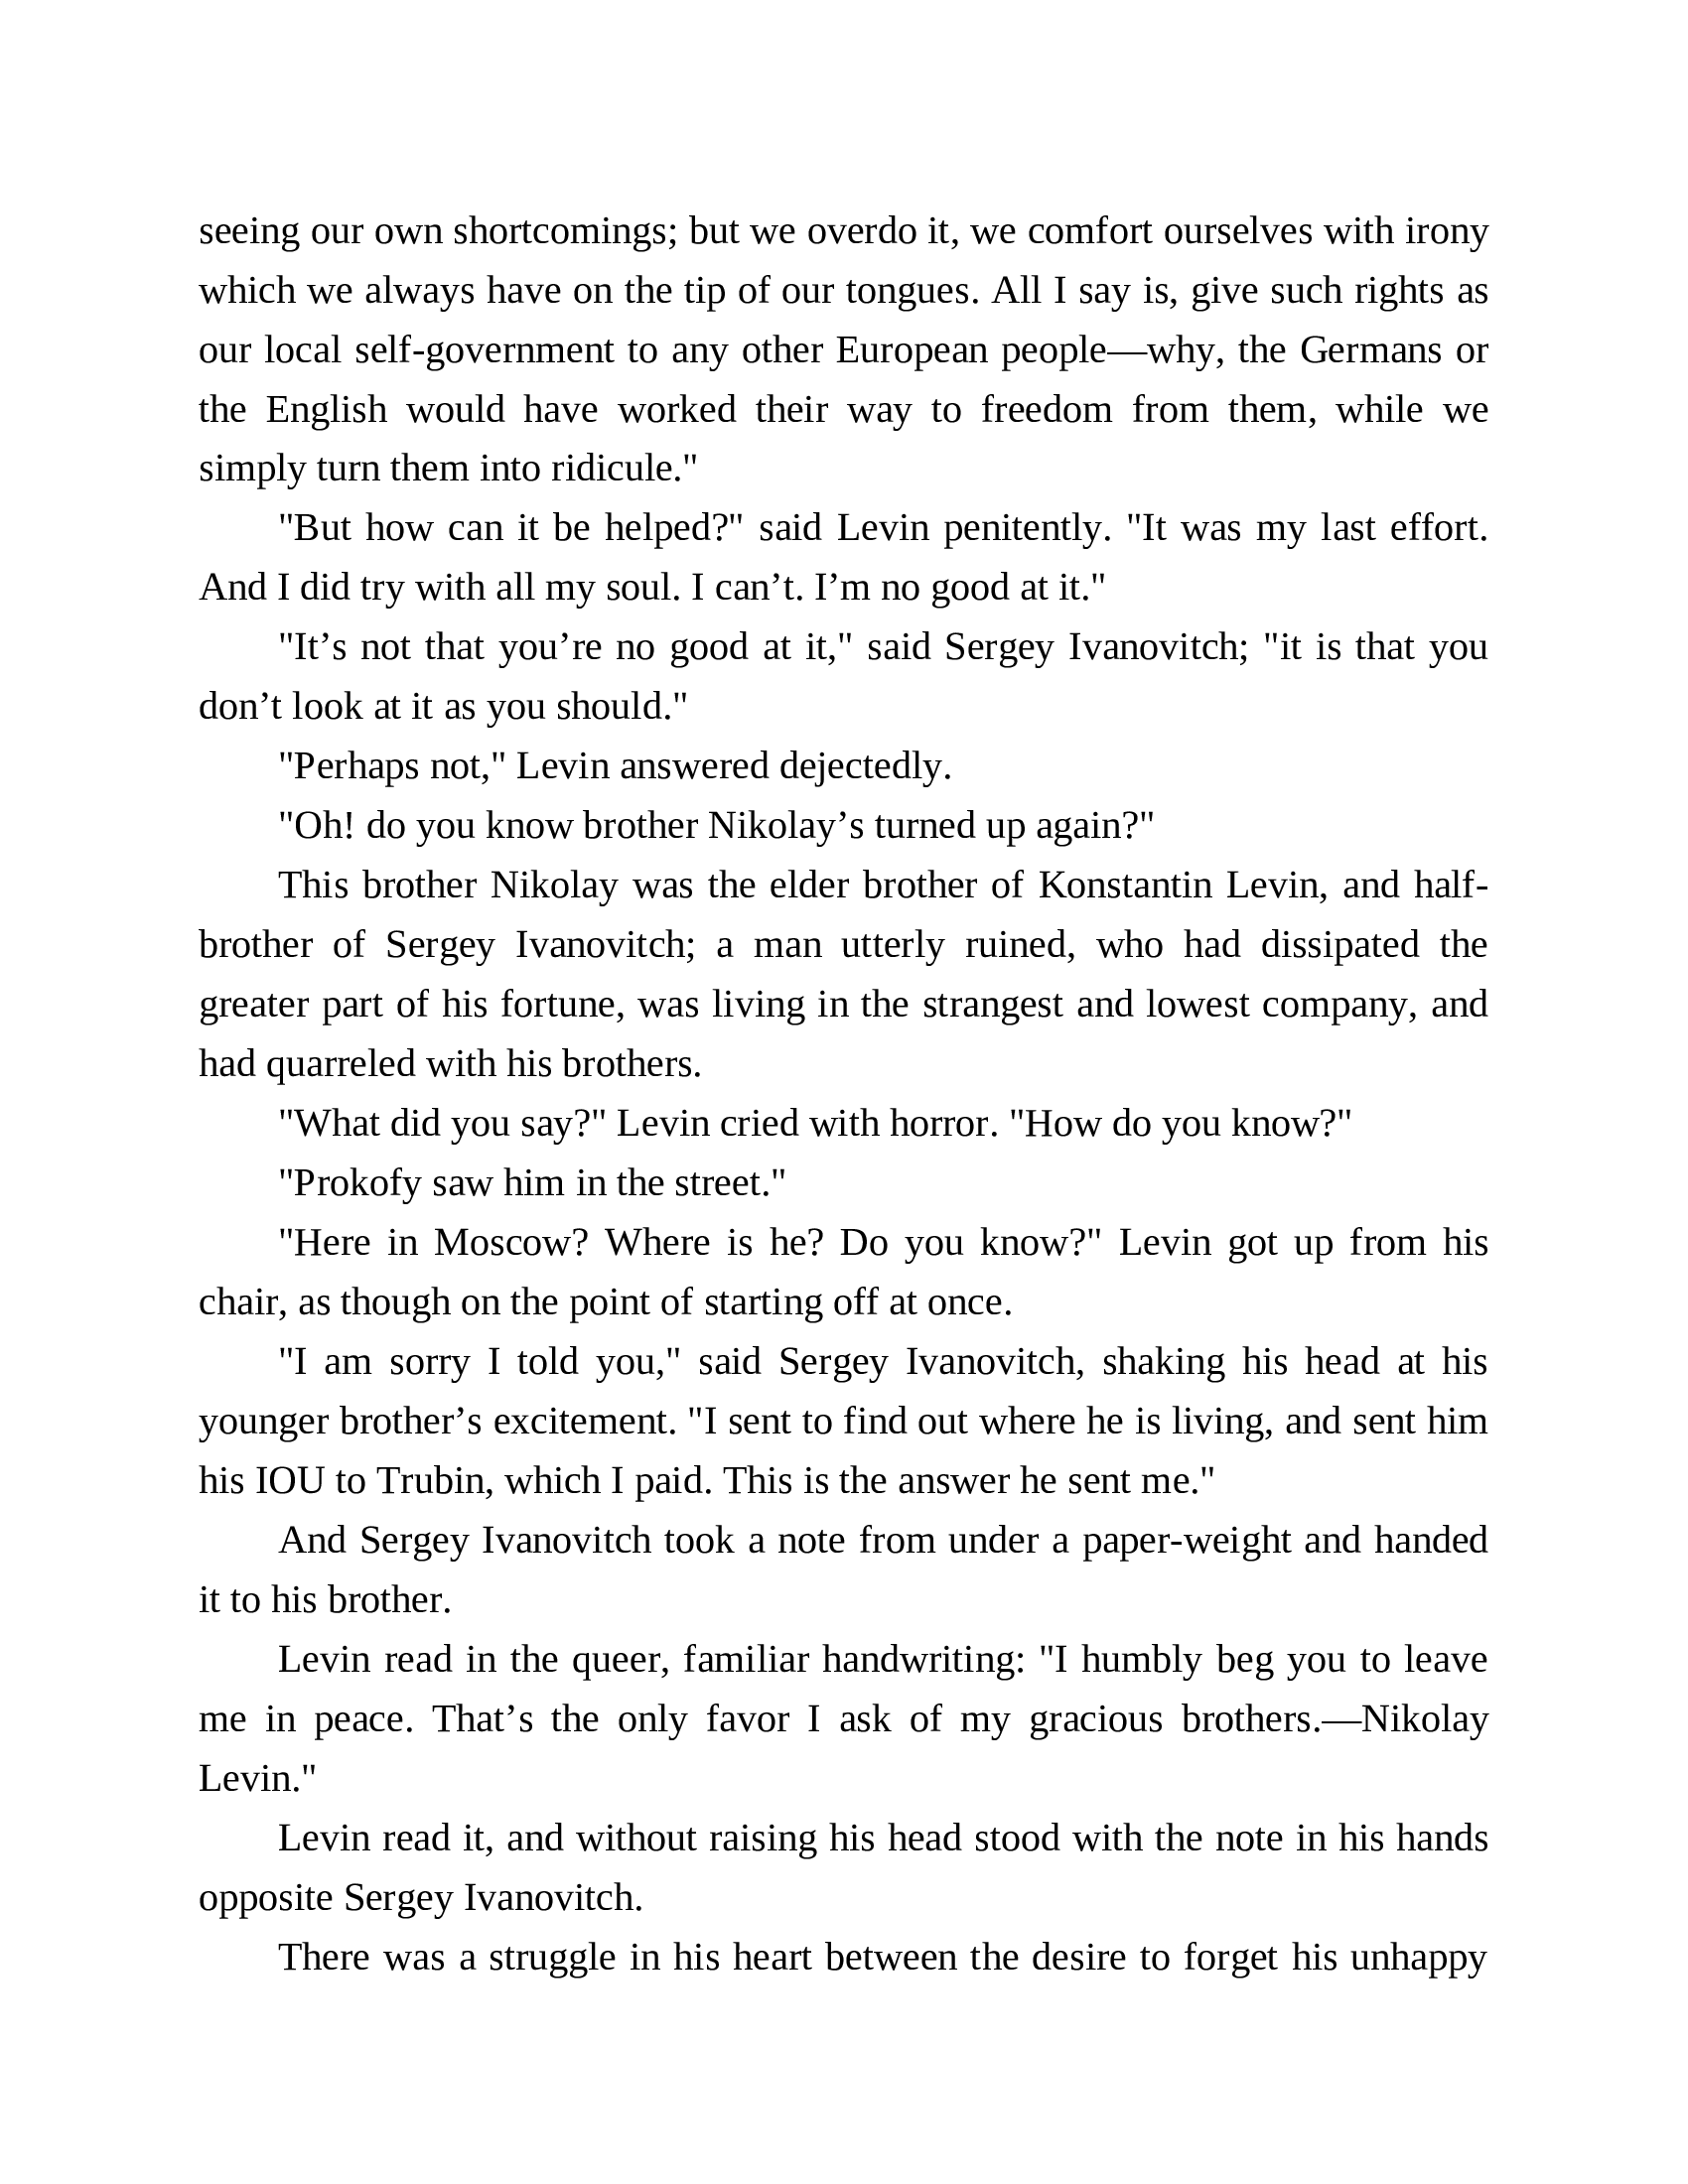 seeing our own shortcomings; but we overdo it, we comfort ourselves with irony
which we always have on the tip of our tongues. All I say is, give such rights as
our local self-government to any other European people—why, the Germans or
the English would have worked their way to freedom from them, while we
simply turn them into ridicule."
"But how can it be helped?" said Levin penitently. "It was my last effort.
And I did try with all my soul. I can’t. I’m no good at it."
"It’s not that you’re no good at it," said Sergey Ivanovitch; "it is that you
don’t look at it as you should."
"Perhaps not," Levin answered dejectedly.
"Oh! do you know brother Nikolay’s turned up again?"
This brother Nikolay was the elder brother of Konstantin Levin, and half-
brother of Sergey Ivanovitch; a man utterly ruined, who had dissipated the
greater part of his fortune, was living in the strangest and lowest company, and
had quarreled with his brothers.
"What did you say?" Levin cried with horror. "How do you know?"
"Prokofy saw him in the street."
"Here in Moscow? Where is he? Do you know?" Levin got up from his
chair, as though on the point of starting off at once.
"I am sorry I told you," said Sergey Ivanovitch, shaking his head at his
younger brother’s excitement. "I sent to find out where he is living, and sent him
his IOU to Trubin, which I paid. This is the answer he sent me."
And Sergey Ivanovitch took a note from under a paper-weight and handed
it to his brother.
Levin read in the queer, familiar handwriting: "I humbly beg you to leave
me in peace. That’s the only favor I ask of my gracious brothers.—Nikolay
Levin."
Levin read it, and without raising his head stood with the note in his hands
opposite Sergey Ivanovitch.
There was a struggle in his heart between the desire to forget his unhappy